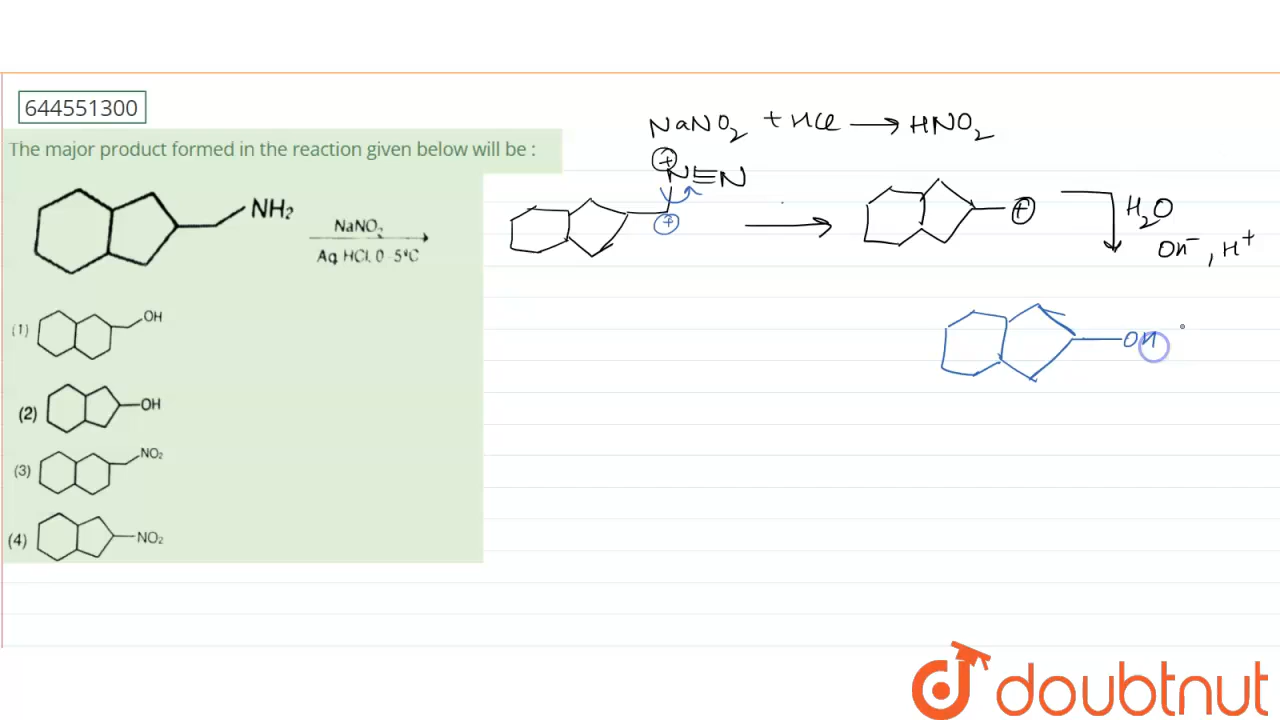 644551300
The major product formed in the reaction given below will be :
NH₂
NaNO₂
Aq. HCl, 0-5°C
(1) OH
(2) OH
(3) NO₂
(4) NO₂
NaNO₂ + HCl → HNO₂
+
N≡N
+
+
H₂O
OH⁻, H⁺
OH
doubtnut